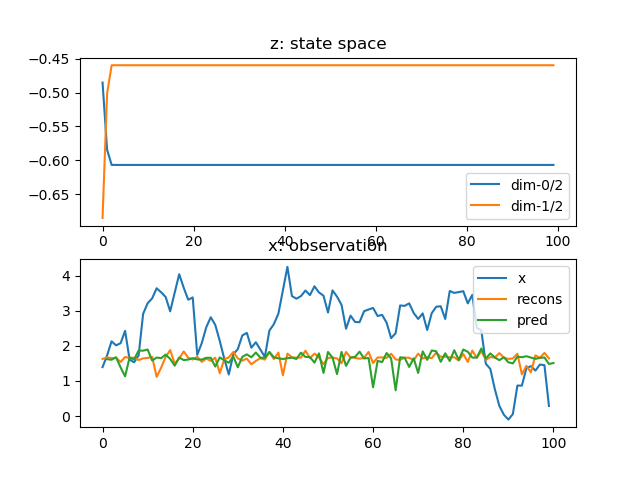 z: state space
−0.45
−0.50
−0.55
−0.60
−0.65
dim-0/2
dim-1/2
0 20 40 60 80 100
x: observation
4
3
2
1
0
x
recons
pred
0 20 40 60 80 100